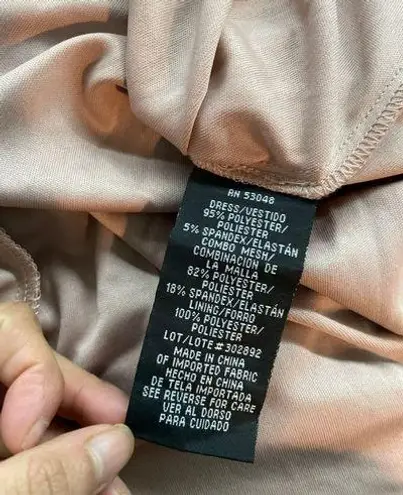 RN 53048
DRESS/VESTIDO
95% POLYESTER/
POLIESTER
5% SPANDEX/ELASTÁN
COMBO MESH/
COMBINACIÓN DE
LA MALLA
82% POLYESTER/
POLIESTER
18% SPANDEX/ELASTÁN
LINING/FORRO
100% POLYESTER/
POLIESTER
LOT/LOTE#302892
MADE IN CHINA
OF IMPORTED FABRIC
HECHO EN CHINA
DE TELA IMPORTADA
SEE REVERSE FOR CARE
VER AL DORSO
PARA CUIDADO